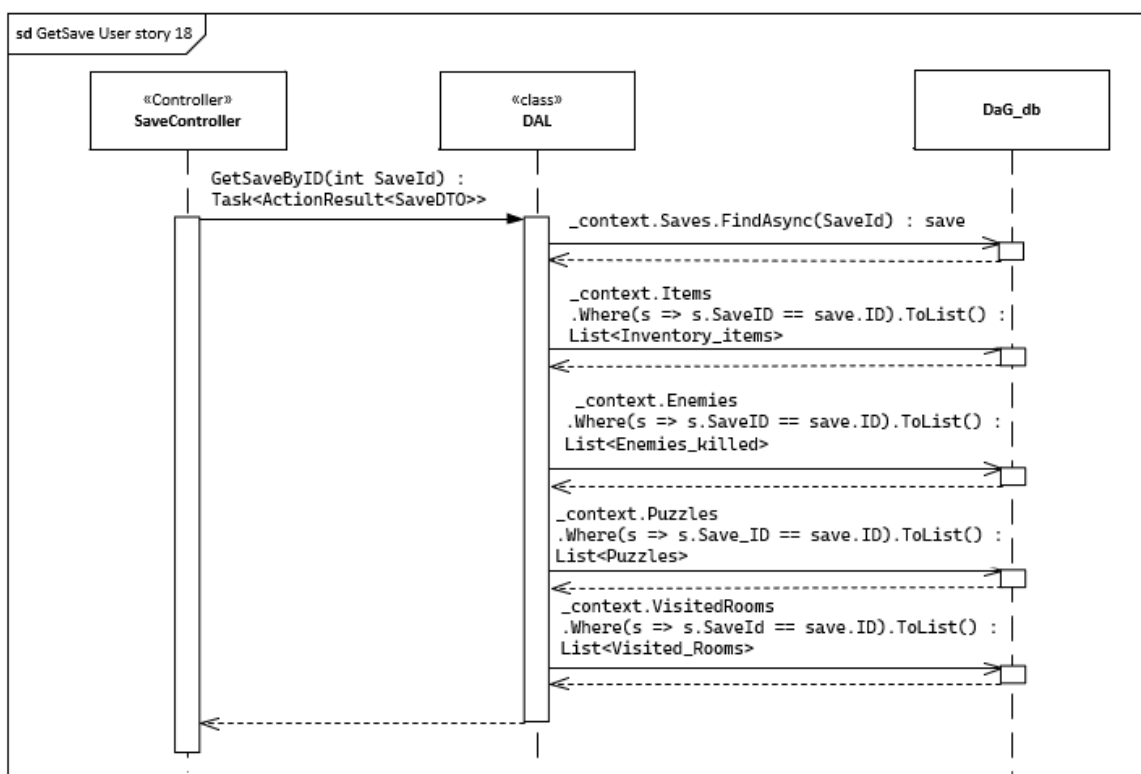 sd GetSave User story 18
«Controller»
SaveController
«class»
DAL
DaG_db
GetSaveByID(int SaveId) :
Task<ActionResult<SaveDTO>>
_context.Saves.FindAsync(SaveId) : save
_context.Items
.Where(s => s.SaveID == save.ID).ToList() :
List<Inventory_items>
_context.Enemies
.Where(s => s.SaveID == save.ID).ToList() :
List<Enemies_killed>
_context.Puzzles
.Where(s => s.Save_ID == save.ID).ToList() :
List<Puzzles>
_context.VisitedRooms
.Where(s => s.SaveId == save.ID).ToList() :
List<Visited_Rooms>